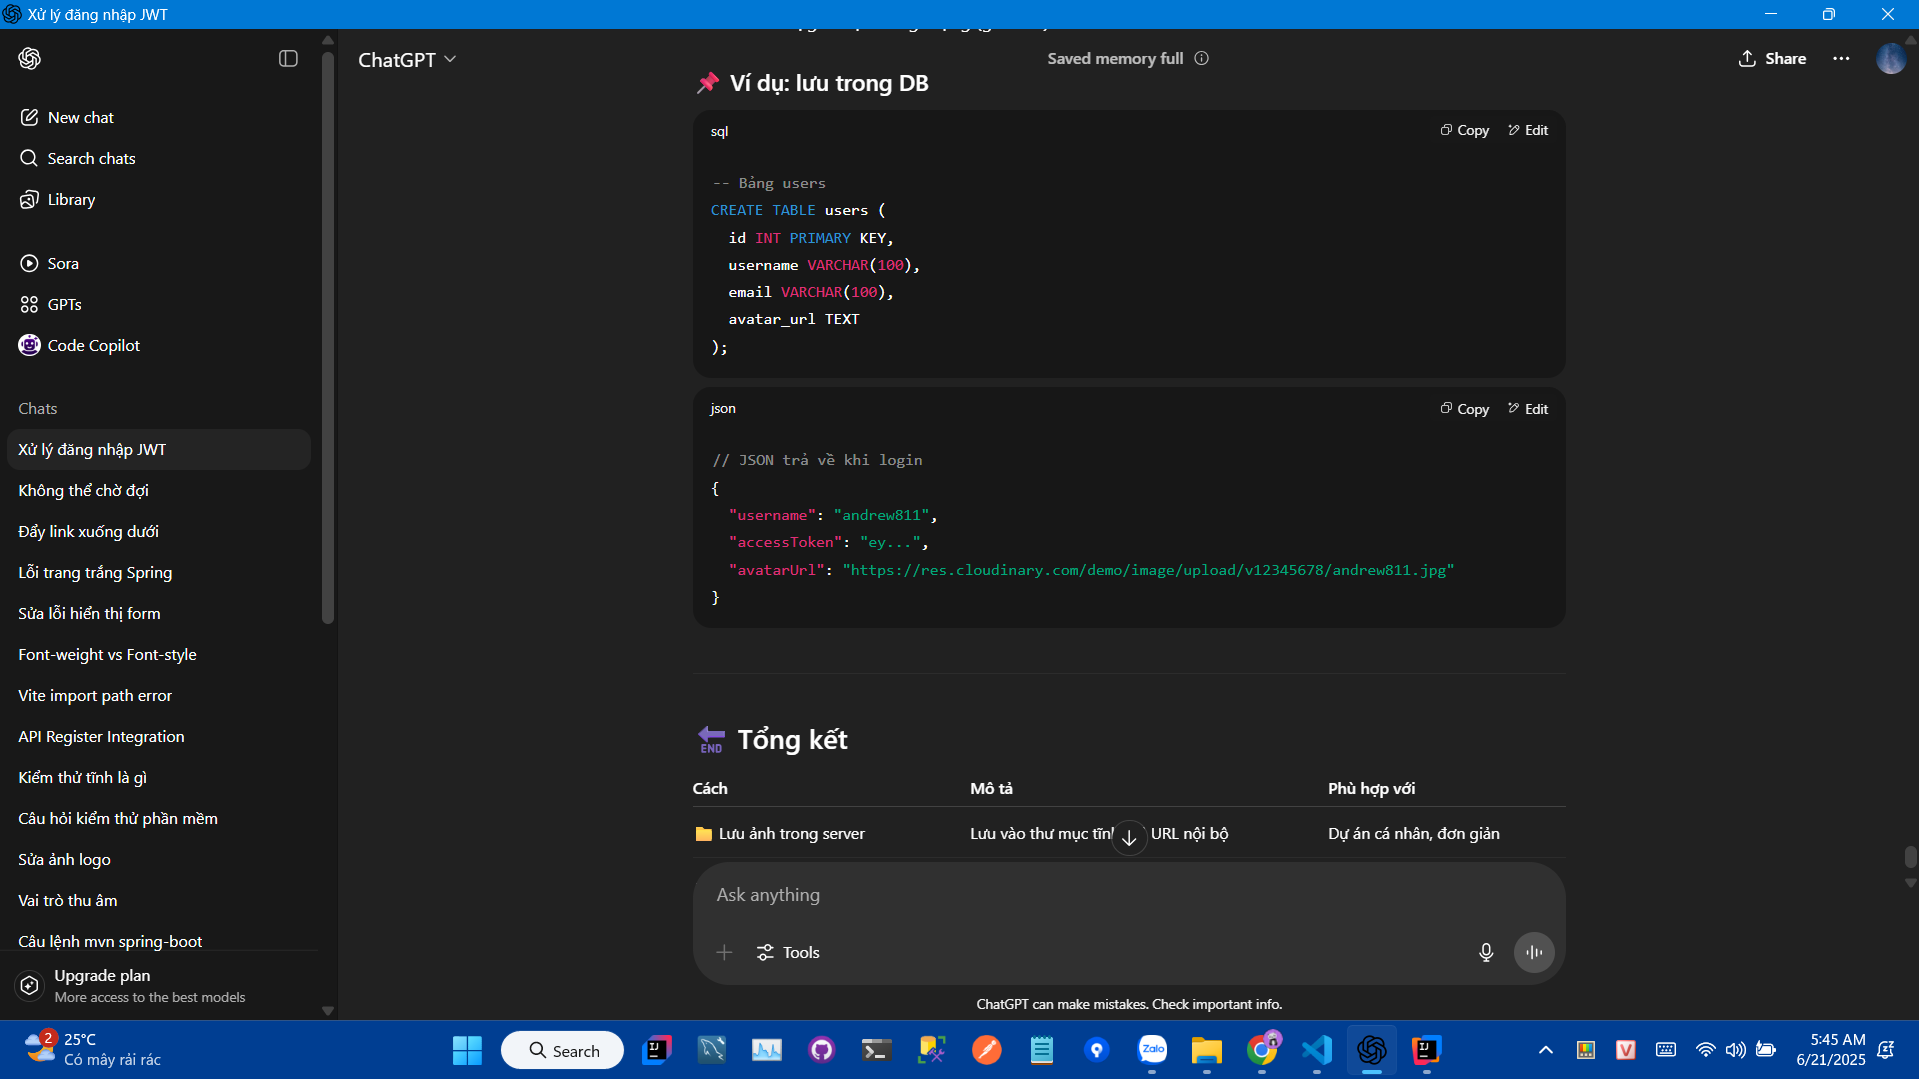 Xử lý đăng nhập JWT
ChatGPT
Saved memory full
Share
New chat
Search chats
Library
Sora
GPTs
Code Copilot
Chats
Xử lý đăng nhập JWT
Không thể chờ đợi
Đẩy link xuống dưới
Lỗi trang trắng Spring
Sửa lỗi hiển thị form
Font-weight vs Font-style
Vite import path error
API Register Integration
Kiểm thử tĩnh là gì
Câu hỏi kiểm thử phần mềm
Sửa ảnh logo
Vai trò thu âm
Câu lệnh mvn spring-boot
Upgrade plan
More access to the best models
📌 Ví dụ: lưu trong DB
sql
Copy
Edit
-- Bảng users
CREATE TABLE users (
  id INT PRIMARY KEY,
  username VARCHAR(100),
  email VARCHAR(100),
  avatar_url TEXT
);
json
Copy
Edit
// JSON trả về khi login
{
  "username": "andrew811",
  "accessToken": "ey...",
  "avatarUrl": "https://res.cloudinary.com/demo/image/upload/v12345678/andrew811.jpg"
}
🔚 Tổng kết
Cách Mô tả Phù hợp với
📁 Lưu ảnh trong server Lưu vào thư mục tĩnh URL nội bộ Dự án cá nhân, đơn giản
Ask anything
Tools
ChatGPT can make mistakes. Check important info.
2
25°C
Có mây rải rác
Search
Zalo
5:45 AM
6/21/2025